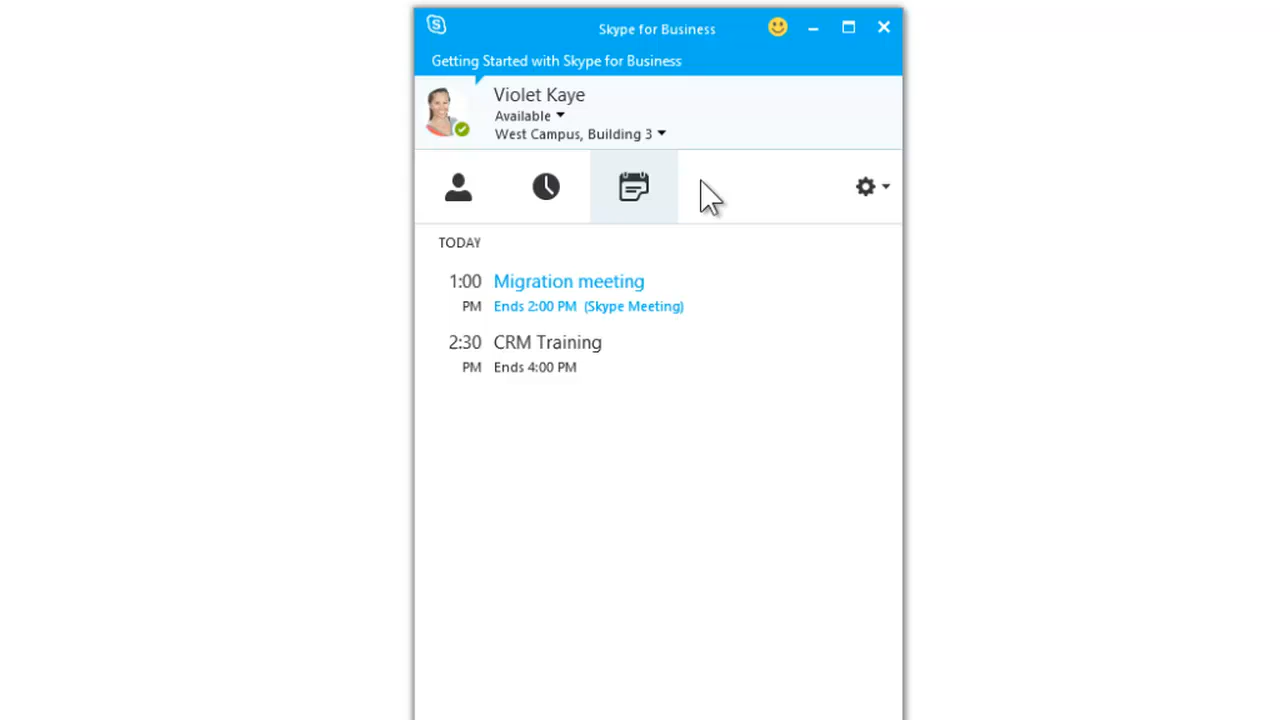 Skype for Business
Getting Started with Skype for Business
Violet Kaye
Available
West Campus, Building 3
TODAY
1:00 Migration meeting
PM Ends 2:00 PM (Skype Meeting)
2:30 CRM Training
PM Ends 4:00 PM